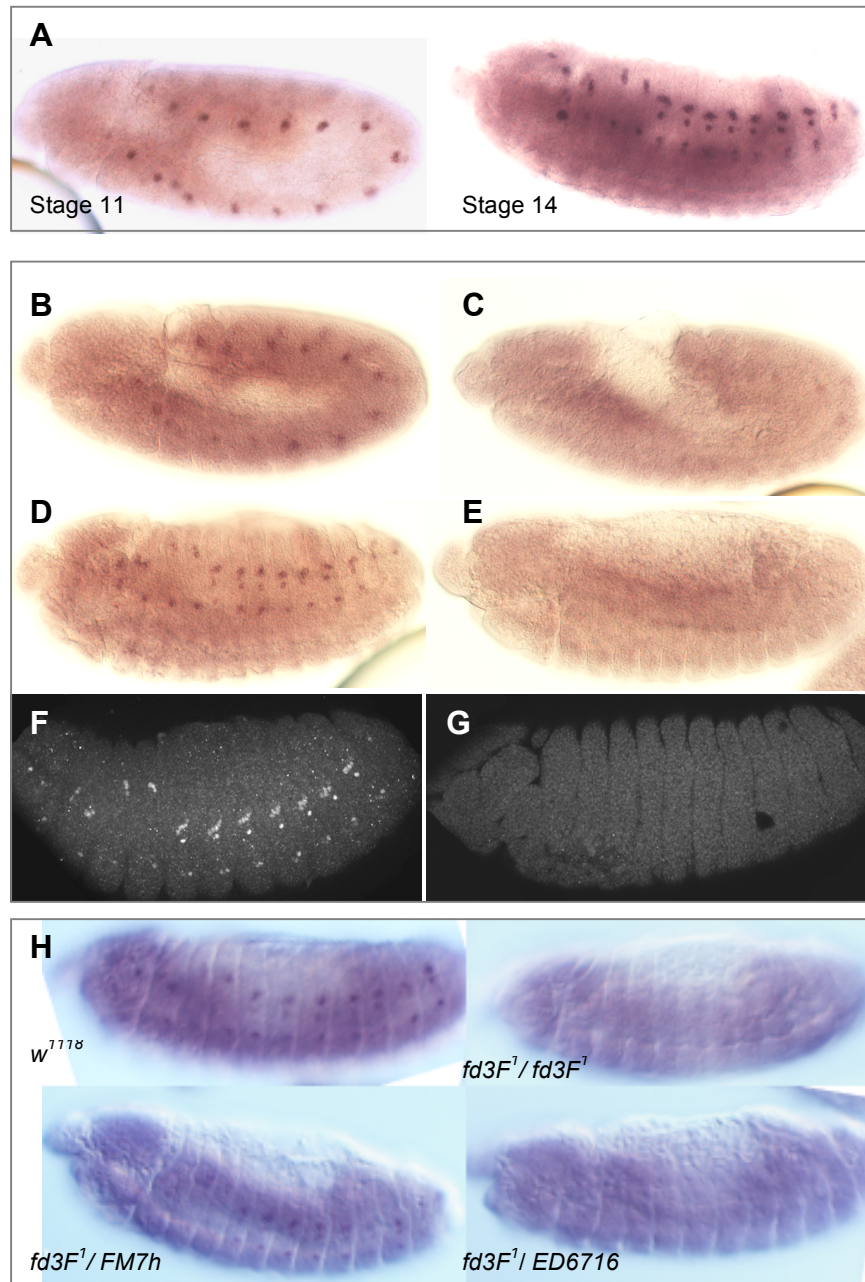 A
Stage 11
Stage 14
B
C
D
E
F
G
H
w¹¹¹⁸
fd3F¹/ fd3F¹
fd3F¹/ FM7h
fd3F¹/ ED6716